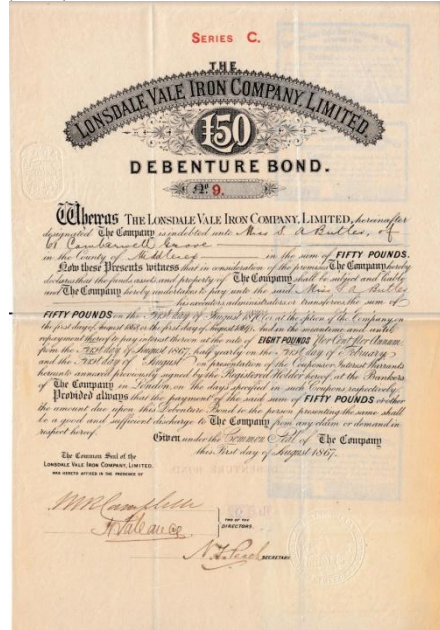 SERIES C.
THE
LONSDALE VALE IRON COMPANY, LIMITED.
£50
DEBENTURE BOND.
No 9.
Whereas THE LONSDALE VALE IRON COMPANY, LIMITED, hereinafter
designated The Company is indebted unto Miss S. A Butler, of
Camberwell Grove
in the County of Middlesex in the sum of FIFTY POUNDS.
Now these Presents witness that in consideration of the premises The Company hereby
declares that the funds assets and property of The Company shall be subject and liable
and The Company hereby undertakes to pay unto the said Miss Butler
executors administrators or transferees the sum of
FIFTY POUNDS on the First day of August or at the option of the Company on
the first day of August or the first day of August And in the meantime and until
repayment thereof to pay interest thereon at the rate of EIGHT POUNDS Per Cent Per Annum
from the First day of August 1867, half yearly on the First day of February
and the First day of August on presentation of the Coupons or Interest Warrants
hereunto annexed previously signed by the Registered Holder hereof, at the Bankers
of The Company in London, on the days specified in such Coupons respectively
Provided always that the payment of the said sum of FIFTY POUNDS or other
the amount due upon this Debenture Bond to the person presenting the same shall
be a good and sufficient discharge to The Company from any claim or demand in
respect hereof.
Given under the Common Seal of The Company
this First day of August 1867.
The Common Seal of the
LONSDALE VALE IRON COMPANY, LIMITED,
WAS HERETO AFFIXED IN THE PRESENCE OF
TWO OF THE
DIRECTORS.
SECRETARY.